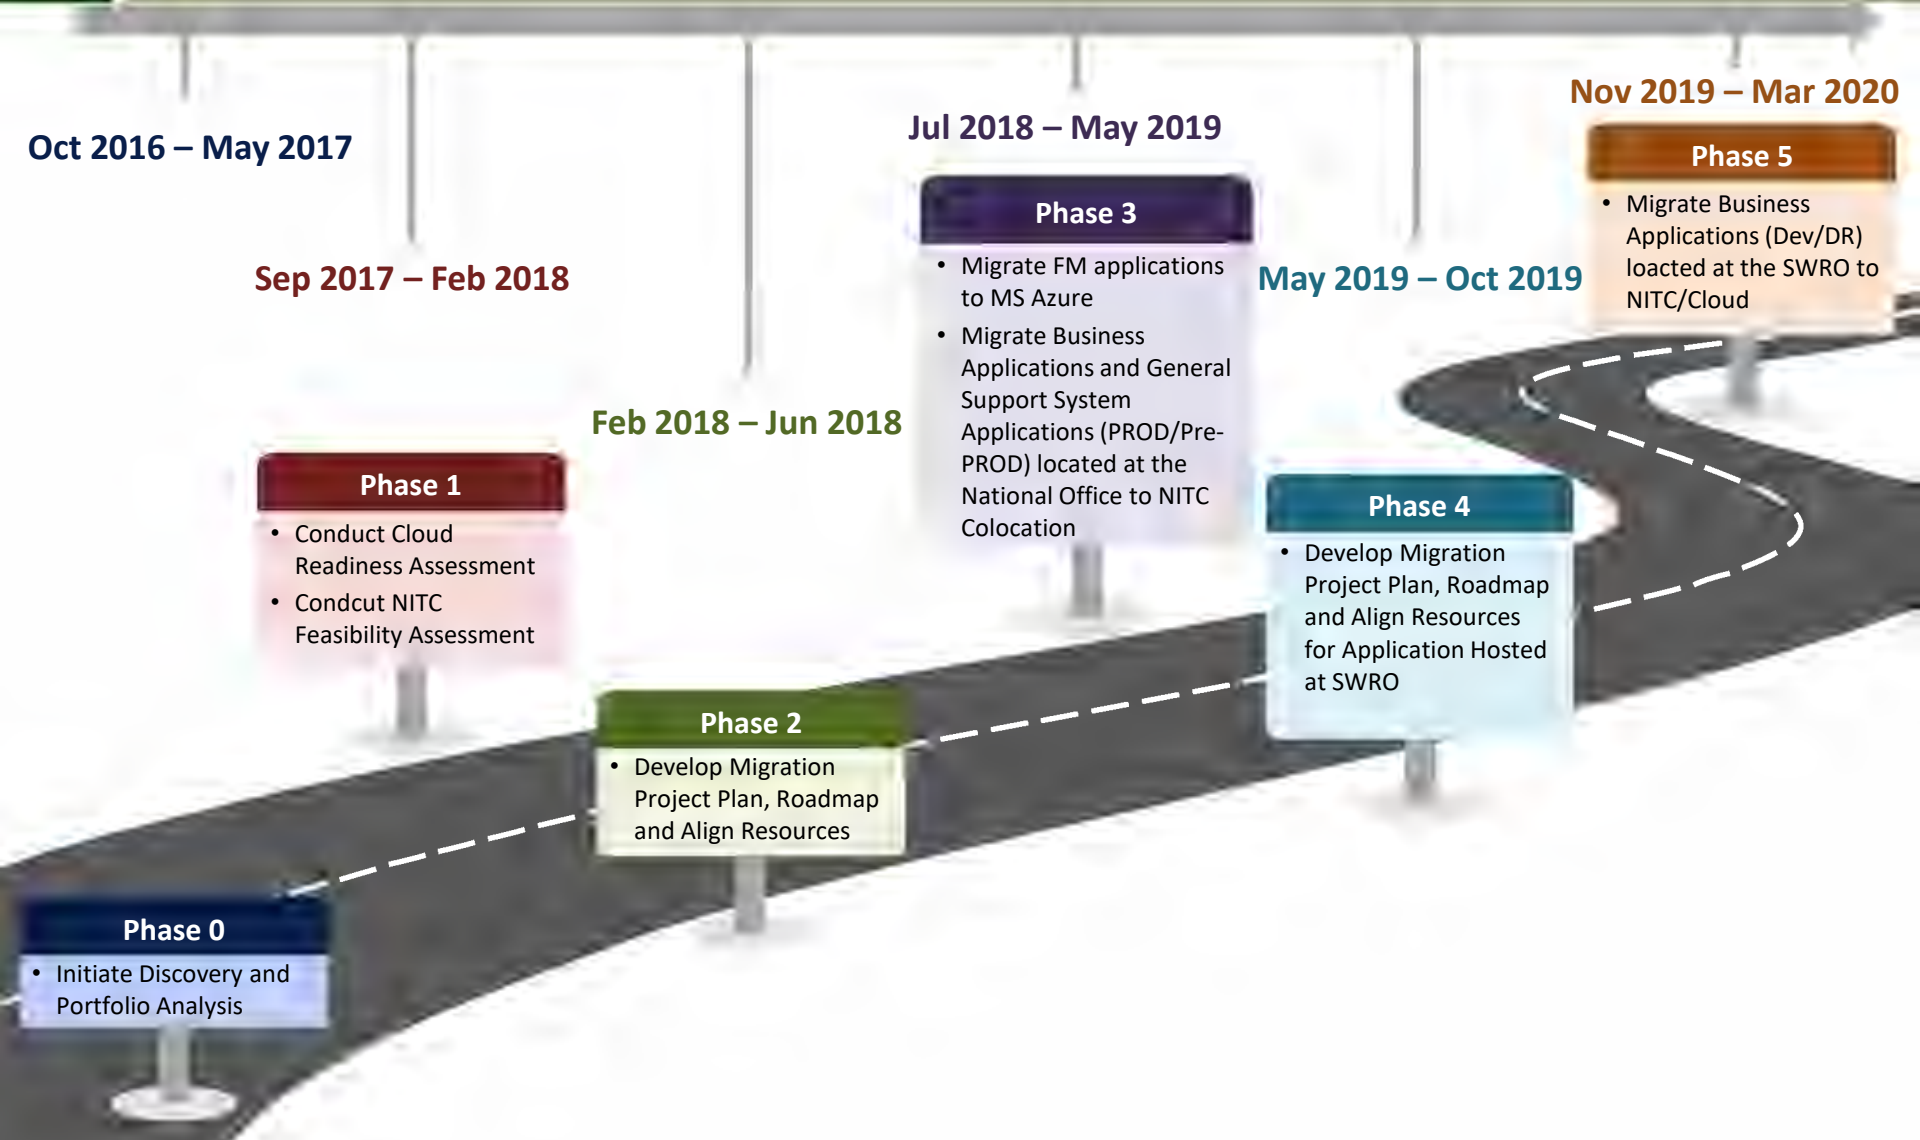 Oct 2016 – May 2017
Phase 0
• Initiate Discovery and
Portfolio Analysis
Sep 2017 – Feb 2018
Phase 1
• Conduct Cloud
Readiness Assessment
• Condcut NITC
Feasibility Assessment
Feb 2018 – Jun 2018
Phase 2
• Develop Migration
Project Plan, Roadmap
and Align Resources
Jul 2018 – May 2019
Phase 3
• Migrate FM applications
to MS Azure
• Migrate Business
Applications and General
Support System
Applications (PROD/Pre-
PROD) located at the
National Office to NITC
Colocation
May 2019 – Oct 2019
Phase 4
• Develop Migration
Project Plan, Roadmap
and Align Resources
for Application Hosted
at SWRO
Nov 2019 – Mar 2020
Phase 5
• Migrate Business
Applications (Dev/DR)
loacted at the SWRO to
NITC/Cloud